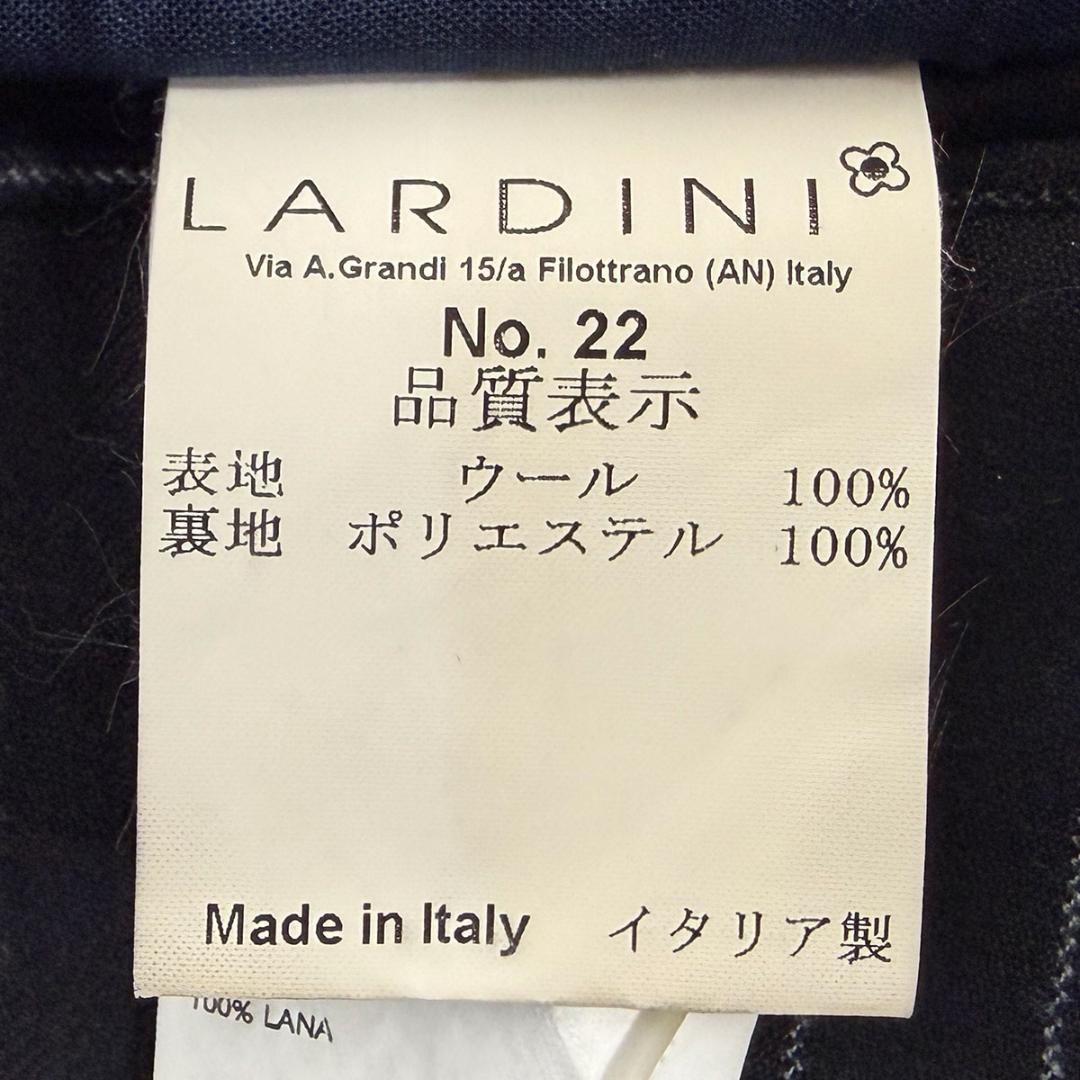 LARDINI
Via A.Grandi 15/a Filottrano (AN) Italy
No. 22
品質表示
表地 ウール 100%
裏地 ポリエステル 100%
Made in Italy イタリア製
100% LANA